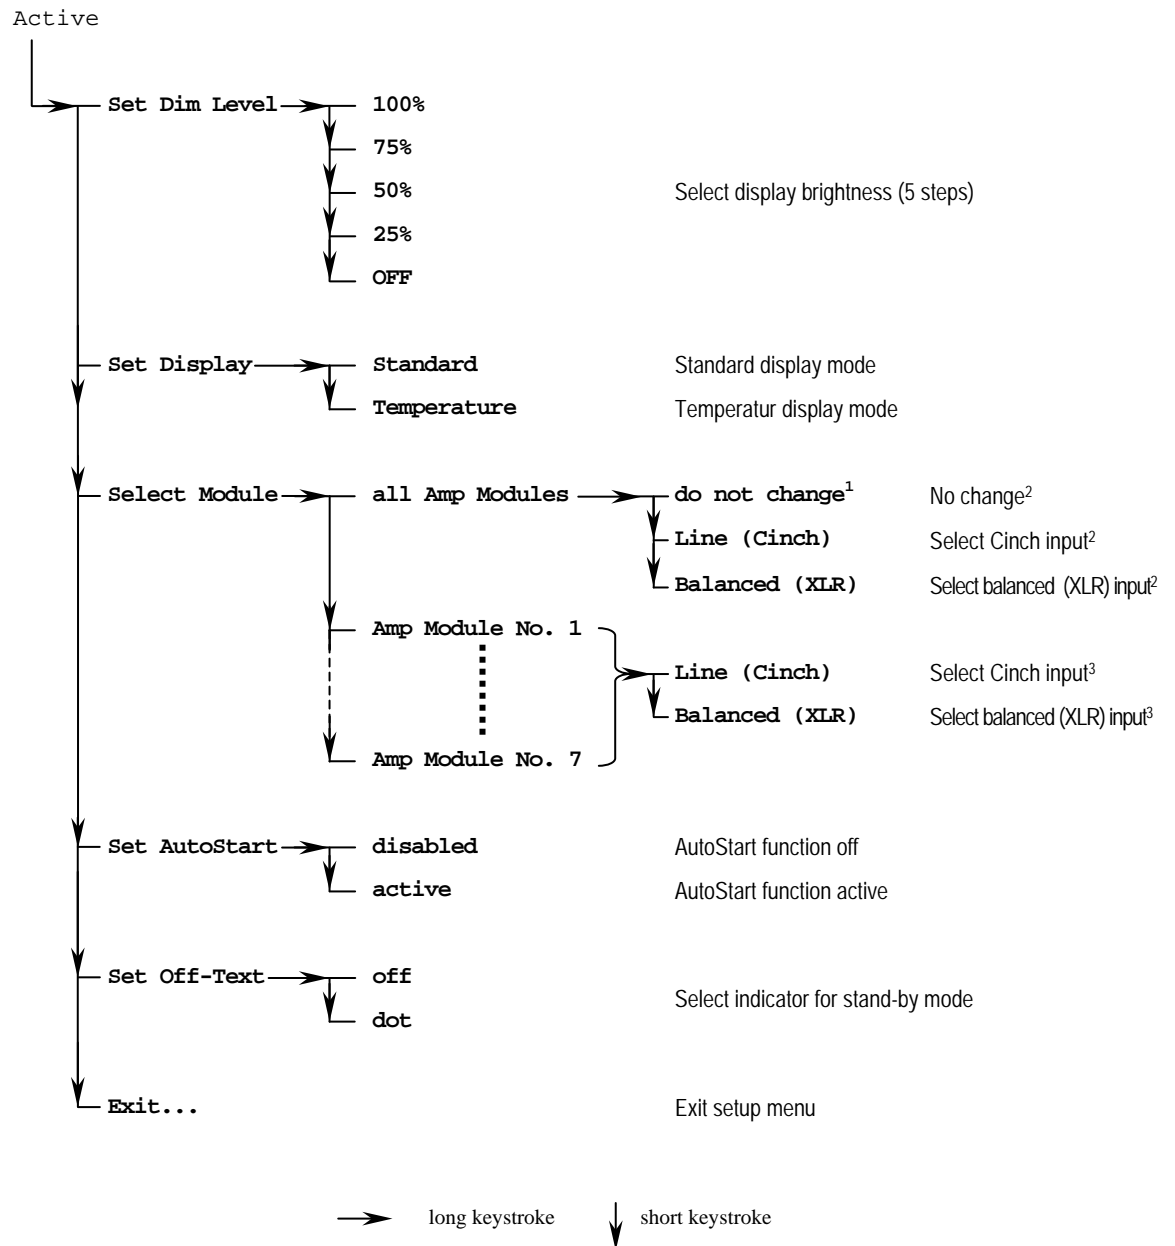 Active
Set Dim Level 100%
75%
50% Select display brightness (5 steps)
25%
OFF
Set Display Standard Standard display mode
Temperature Temperatur display mode
Select Module all Amp Modules do not change¹ No change²
Line (Cinch) Select Cinch input²
Balanced (XLR) Select balanced (XLR) input²
Amp Module No. 1
Line (Cinch) Select Cinch input³
Balanced (XLR) Select balanced (XLR) input³
Amp Module No. 7
Set AutoStart disabled AutoStart function off
active AutoStart function active
Set Off-Text off
Select indicator for stand-by mode
dot
Exit... Exit setup menu
long keystroke short keystroke